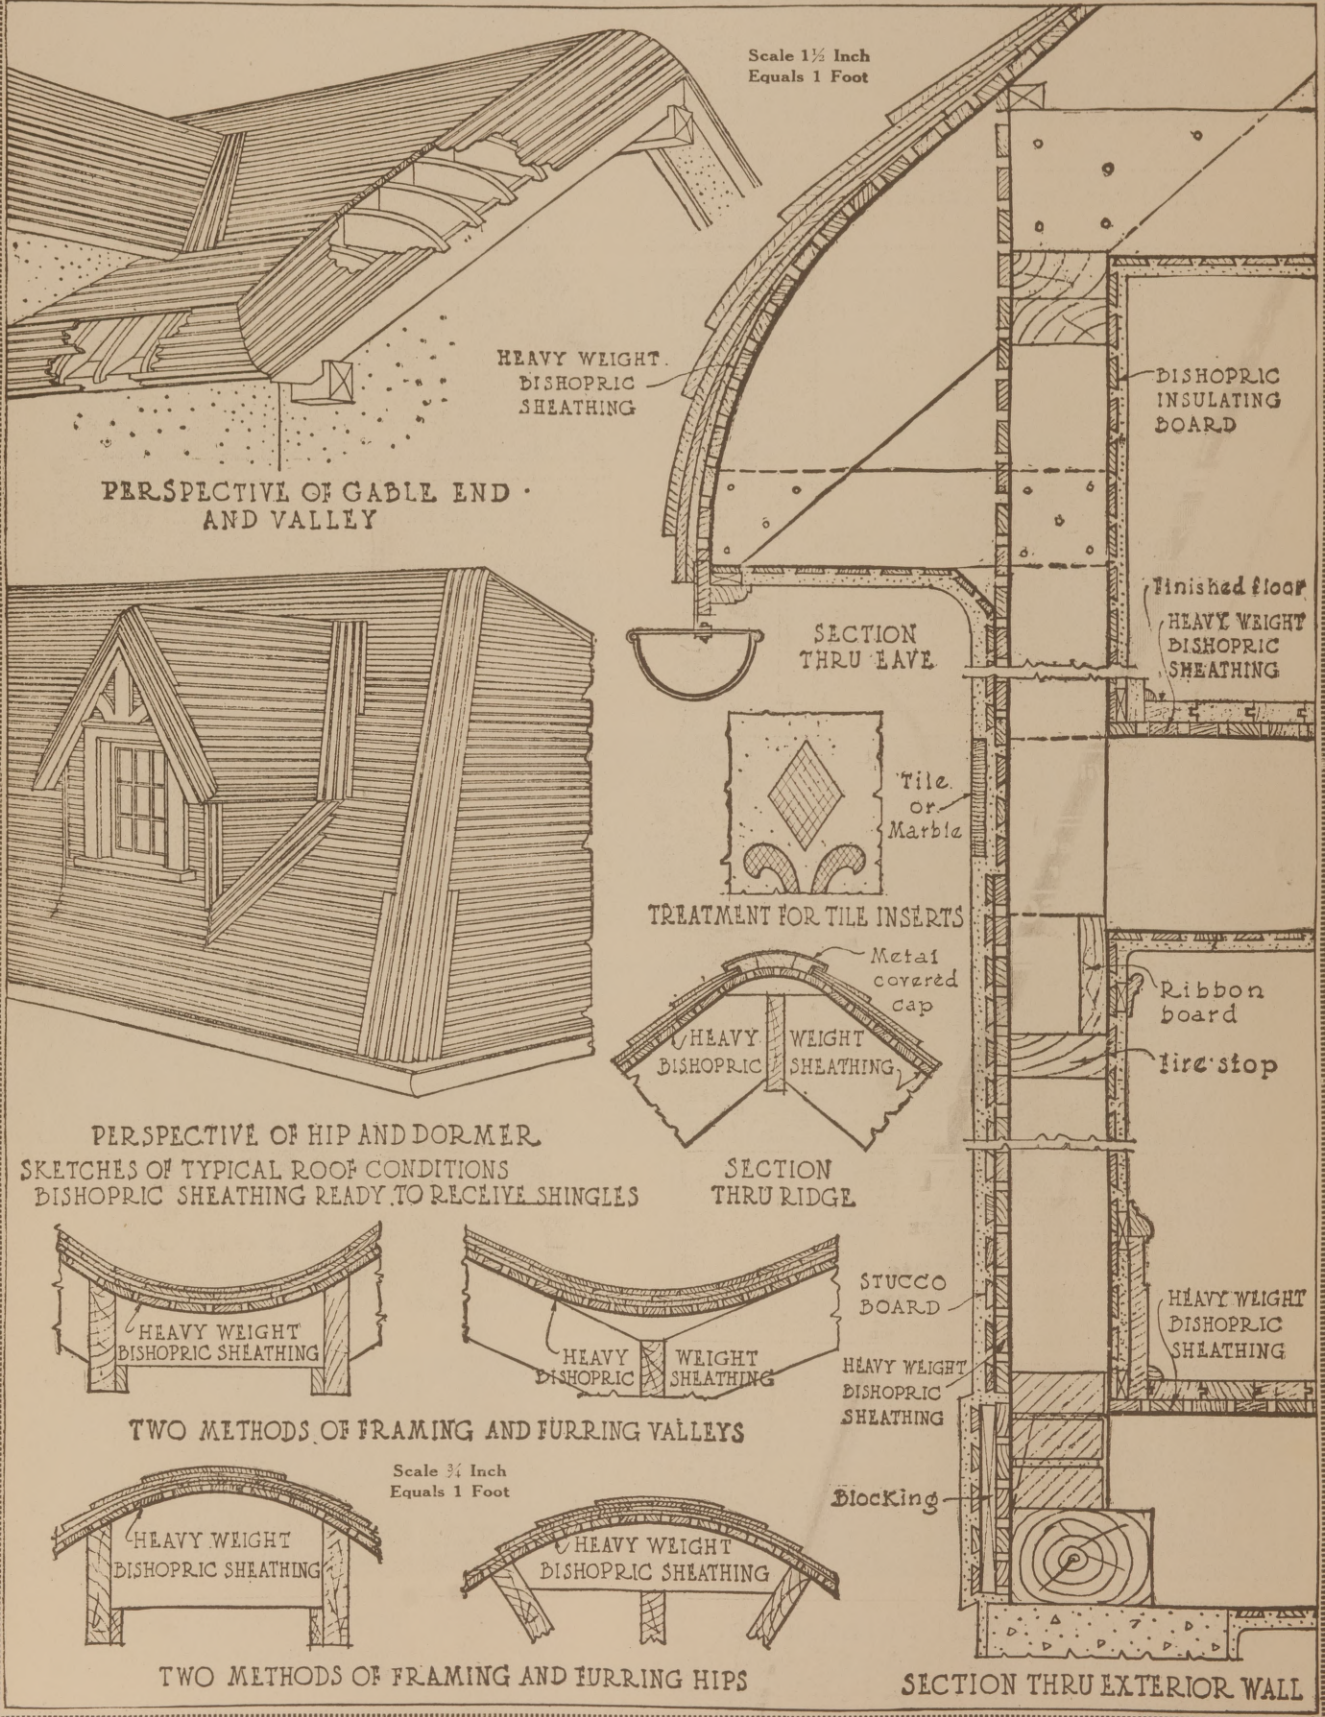 Scale 1½ Inch
Equals 1 Foot
HEAVY WEIGHT
BISHOPRIC
SHEATHING
BISHOPRIC
INSULATING
BOARD
PERSPECTIVE OF GABLE END
AND VALLEY
Finished floor
HEAVY WEIGHT
BISHOPRIC
SHEATHING
SECTION
THRU EAVE
Tile
or
Marble
TREATMENT FOR TILE INSERTS
Metal
covered
cap
HEAVY WEIGHT
BISHOPRIC SHEATHING
Ribbon
board
Fire stop
SECTION
THRU RIDGE
PERSPECTIVE OF HIP AND DORMER
SKETCHES OF TYPICAL ROOF CONDITIONS
BISHOPRIC SHEATHING READY TO RECEIVE SHINGLES
HEAVY WEIGHT
BISHOPRIC SHEATHING
HEAVY WEIGHT
BISHOPRIC SHEATHING
TWO METHODS OF FRAMING AND FURRING VALLEYS
STUCCO
BOARD
HEAVY WEIGHT
BISHOPRIC
SHEATHING
HEAVY WEIGHT
BISHOPRIC
SHEATHING
Blocking
Scale ¾ Inch
Equals 1 Foot
HEAVY WEIGHT
BISHOPRIC SHEATHING
HEAVY WEIGHT
BISHOPRIC SHEATHING
TWO METHODS OF FRAMING AND FURRING HIPS
SECTION THRU EXTERIOR WALL